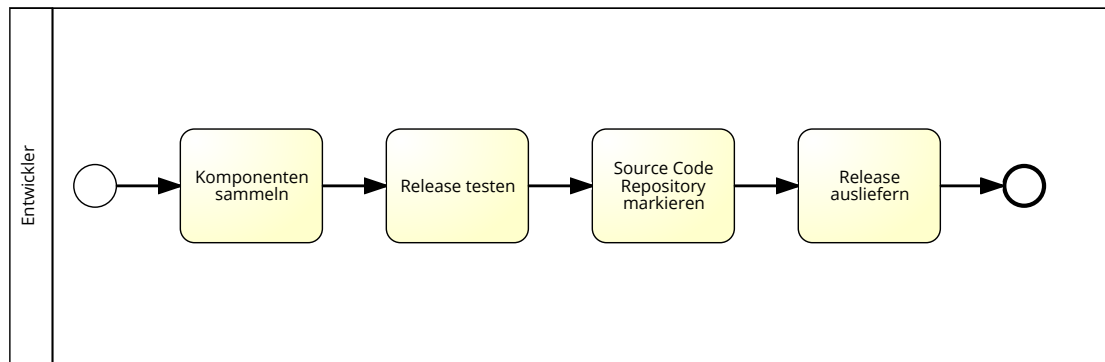 Entwickler
Komponenten
sammeln
Release testen
Source Code
Repository
markieren
Release
ausliefern